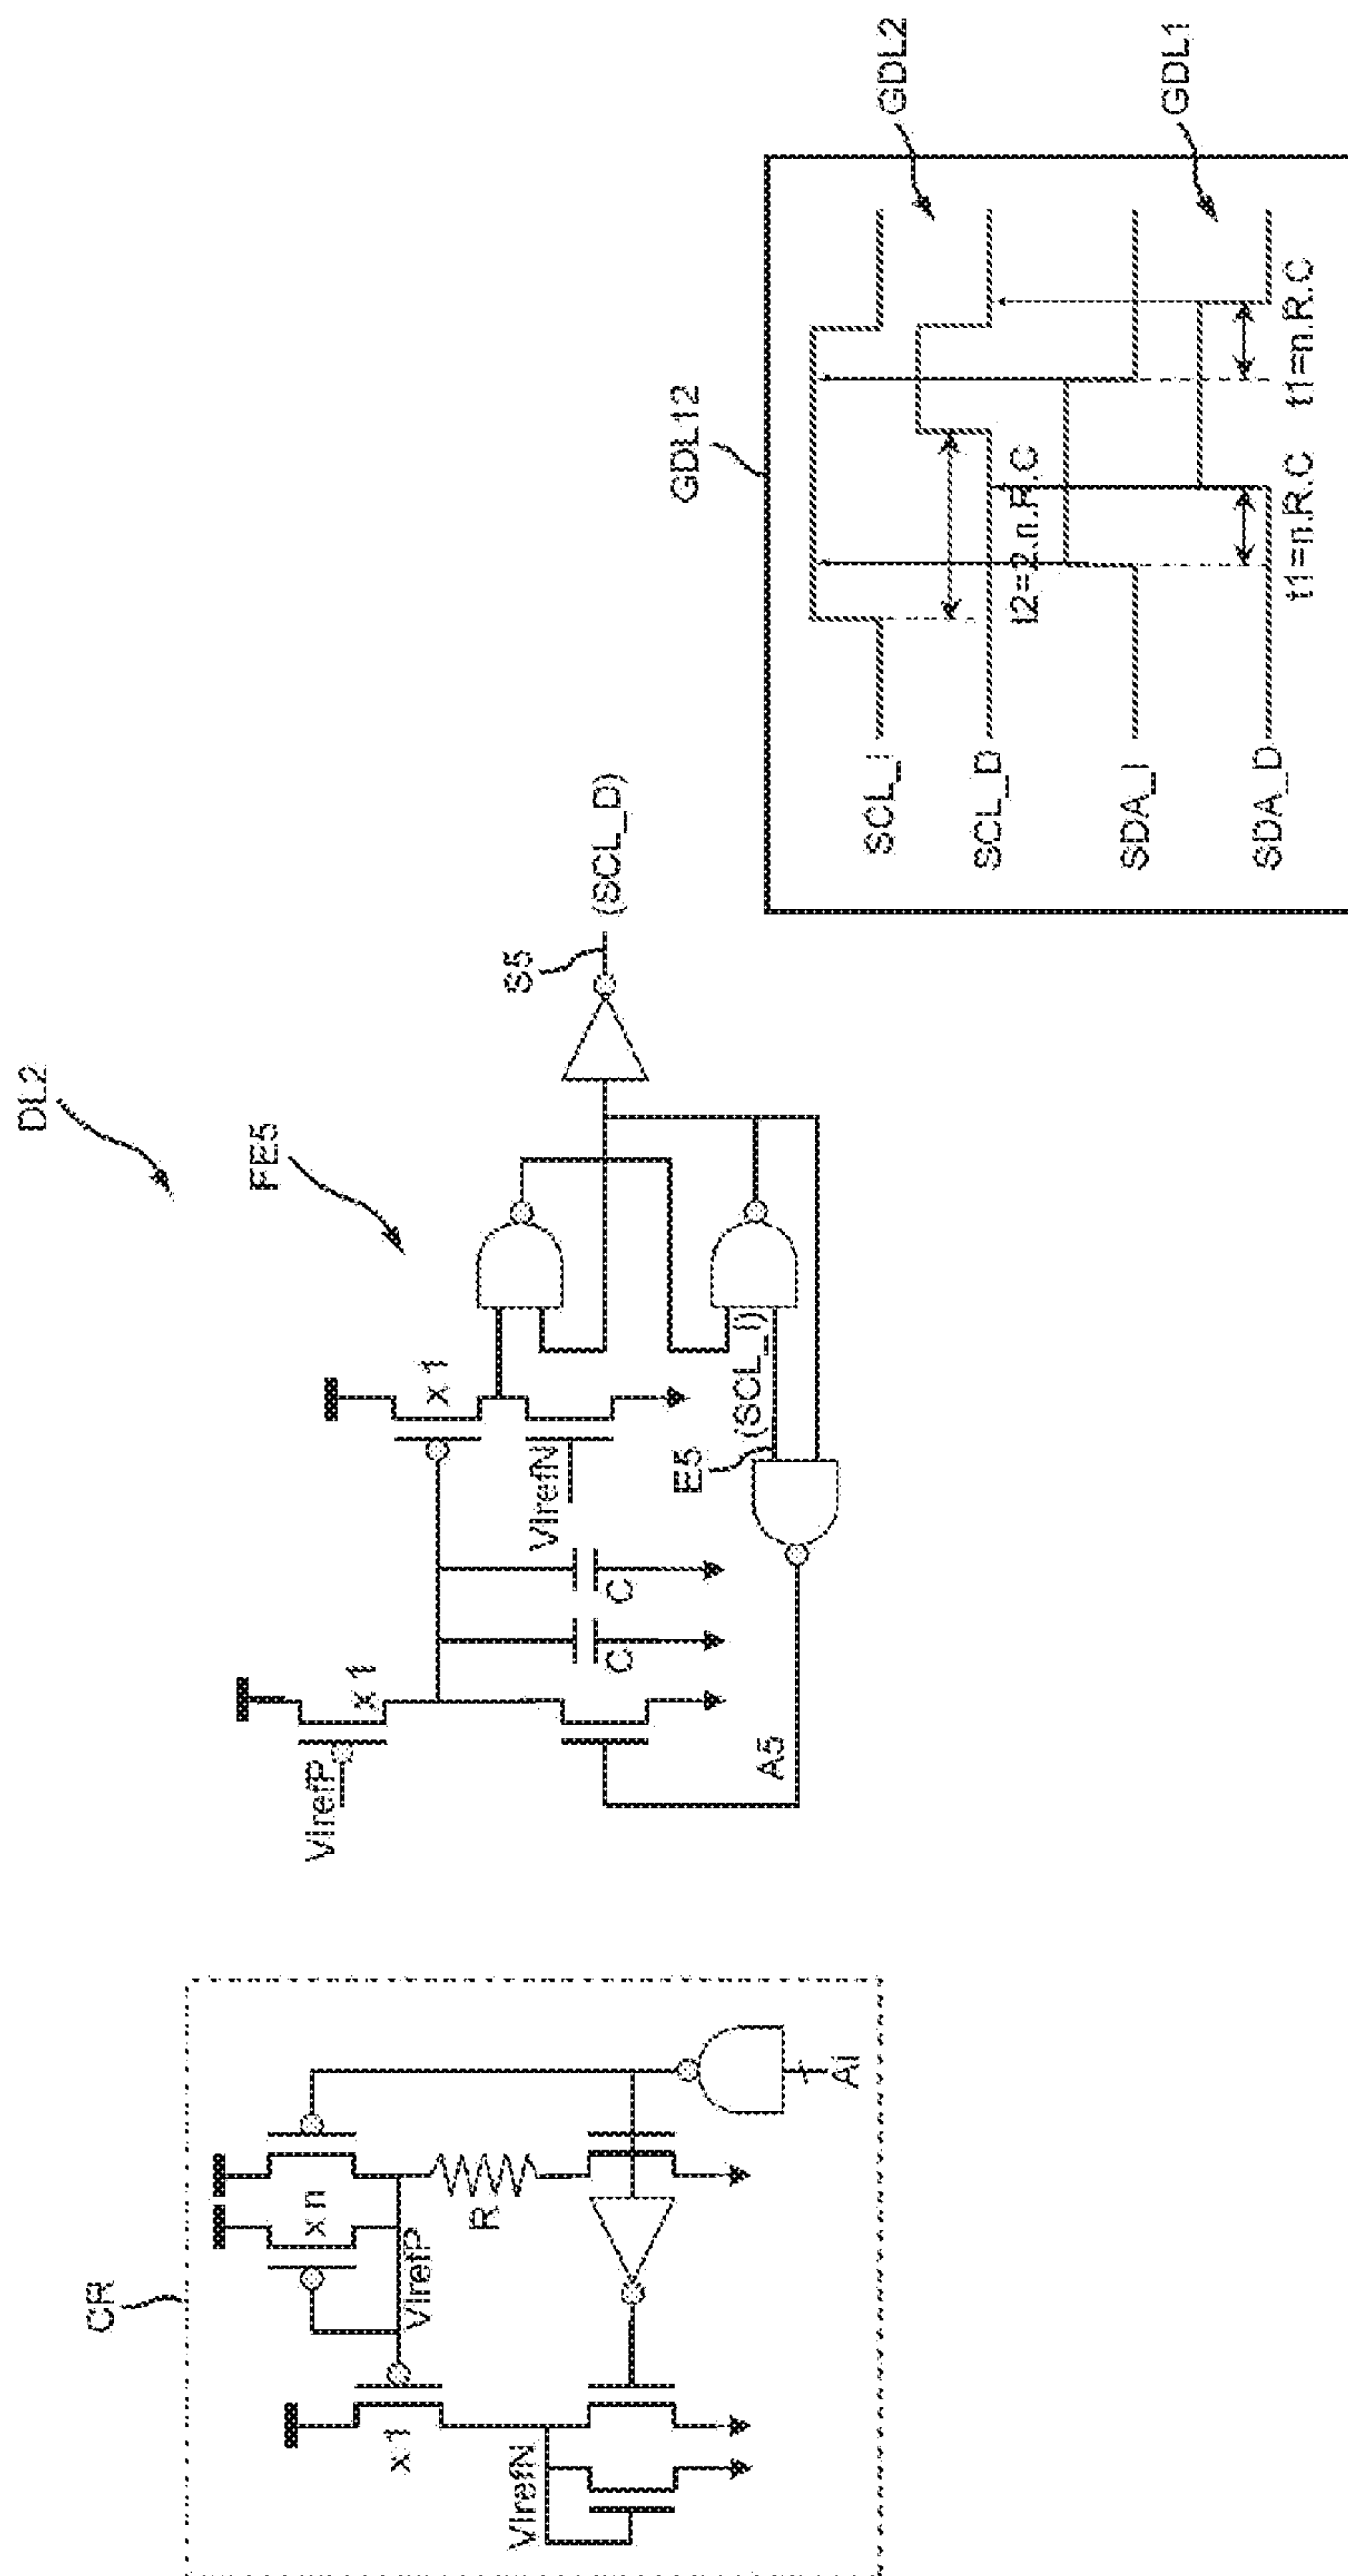 CR
x n
VIrefP
x 1
VIrefN
R
Ai
DL2
FE5
VIrefP
x 1
x 1
C
C
VIrefN
E5
(SCL_I)
A5
S5
(SCL_D)
GDL12
GDL2
GDL1
SCL_I
SCL_D
t2=2.n.R.C
SDA_I
SDA_D
t1=n.R.C
t1=n.R.C